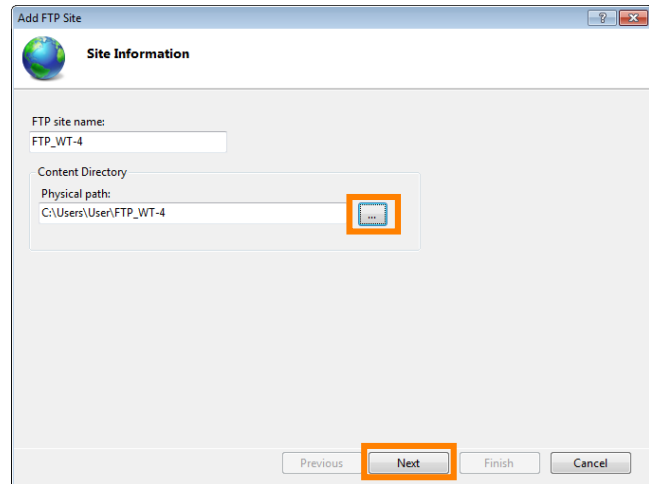 Add FTP Site
Site Information
FTP site name:
FTP_WT-4
Content Directory
Physical path:
C:\Users\User\FTP_WT-4
...
Previous Next Finish Cancel